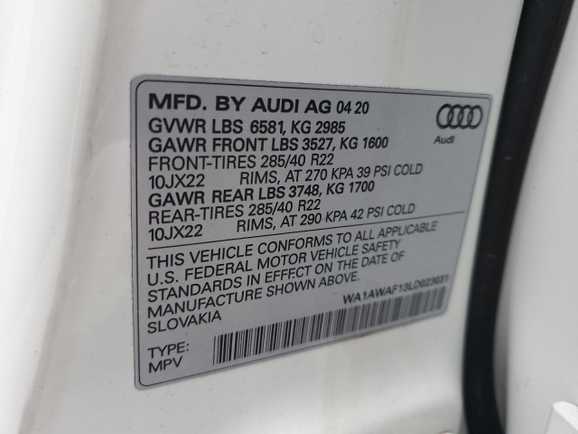 MFD. BY AUDI AG 04 20
GVWR LBS 6581, KG 2985
GAWR FRONT LBS 3527, KG 1600
FRONT-TIRES 285/40 R22
10JX22 RIMS, AT 270 KPA 39 PSI COLD
GAWR REAR LBS 3748, KG 1700
REAR-TIRES 285/40 R22
10JX22 RIMS, AT 290 KPA 42 PSI COLD
Audi
THIS VEHICLE CONFORMS TO ALL APPLICABLE
U.S. FEDERAL MOTOR VEHICLE SAFETY
STANDARDS IN EFFECT ON THE DATE OF
MANUFACTURE SHOWN ABOVE.
SLOVAKIA
WA1AWAF13LD023031
TYPE:
MPV